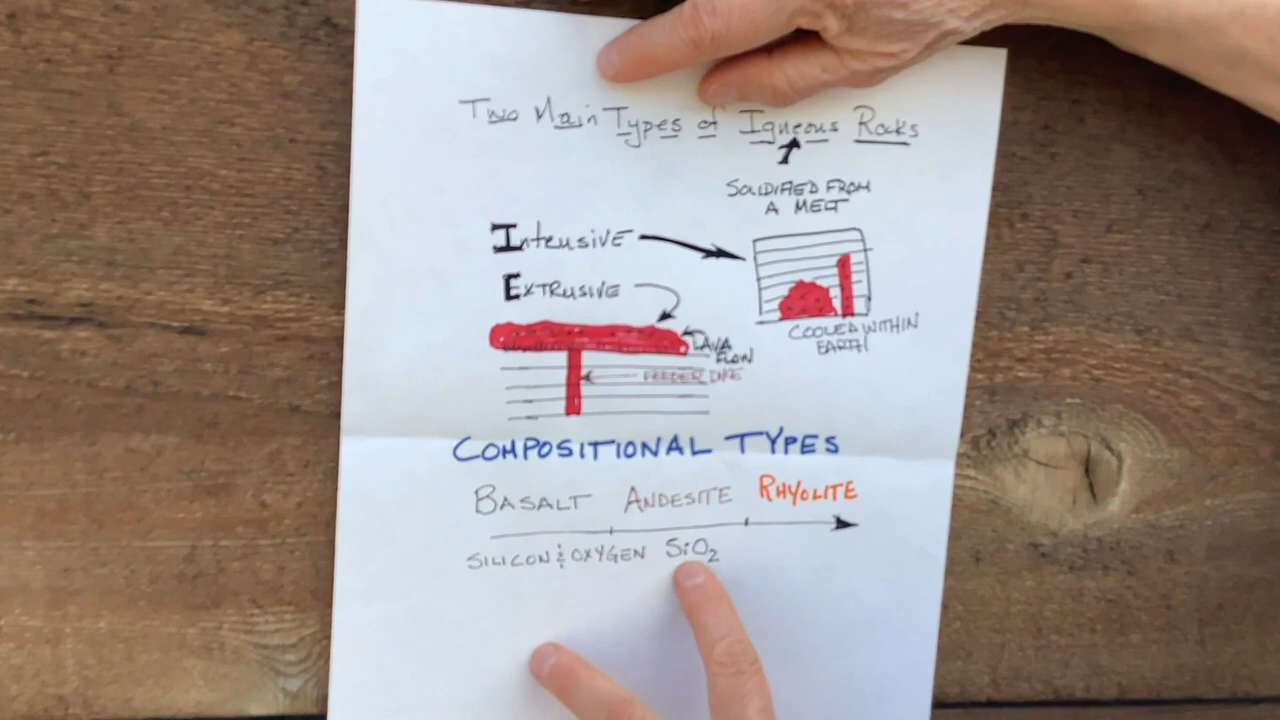 Two Main Types of Igneous Rocks
SOLIDIFIED FROM
A MELT
INTRUSIVE
EXTRUSIVE
COOLED WITHIN
EARTH
LAVA
FLOW
FEEDER DIKE
COMPOSITIONAL TYPES
BASALT ANDESITE RHYOLITE
SILICON & OXYGEN SiO₂